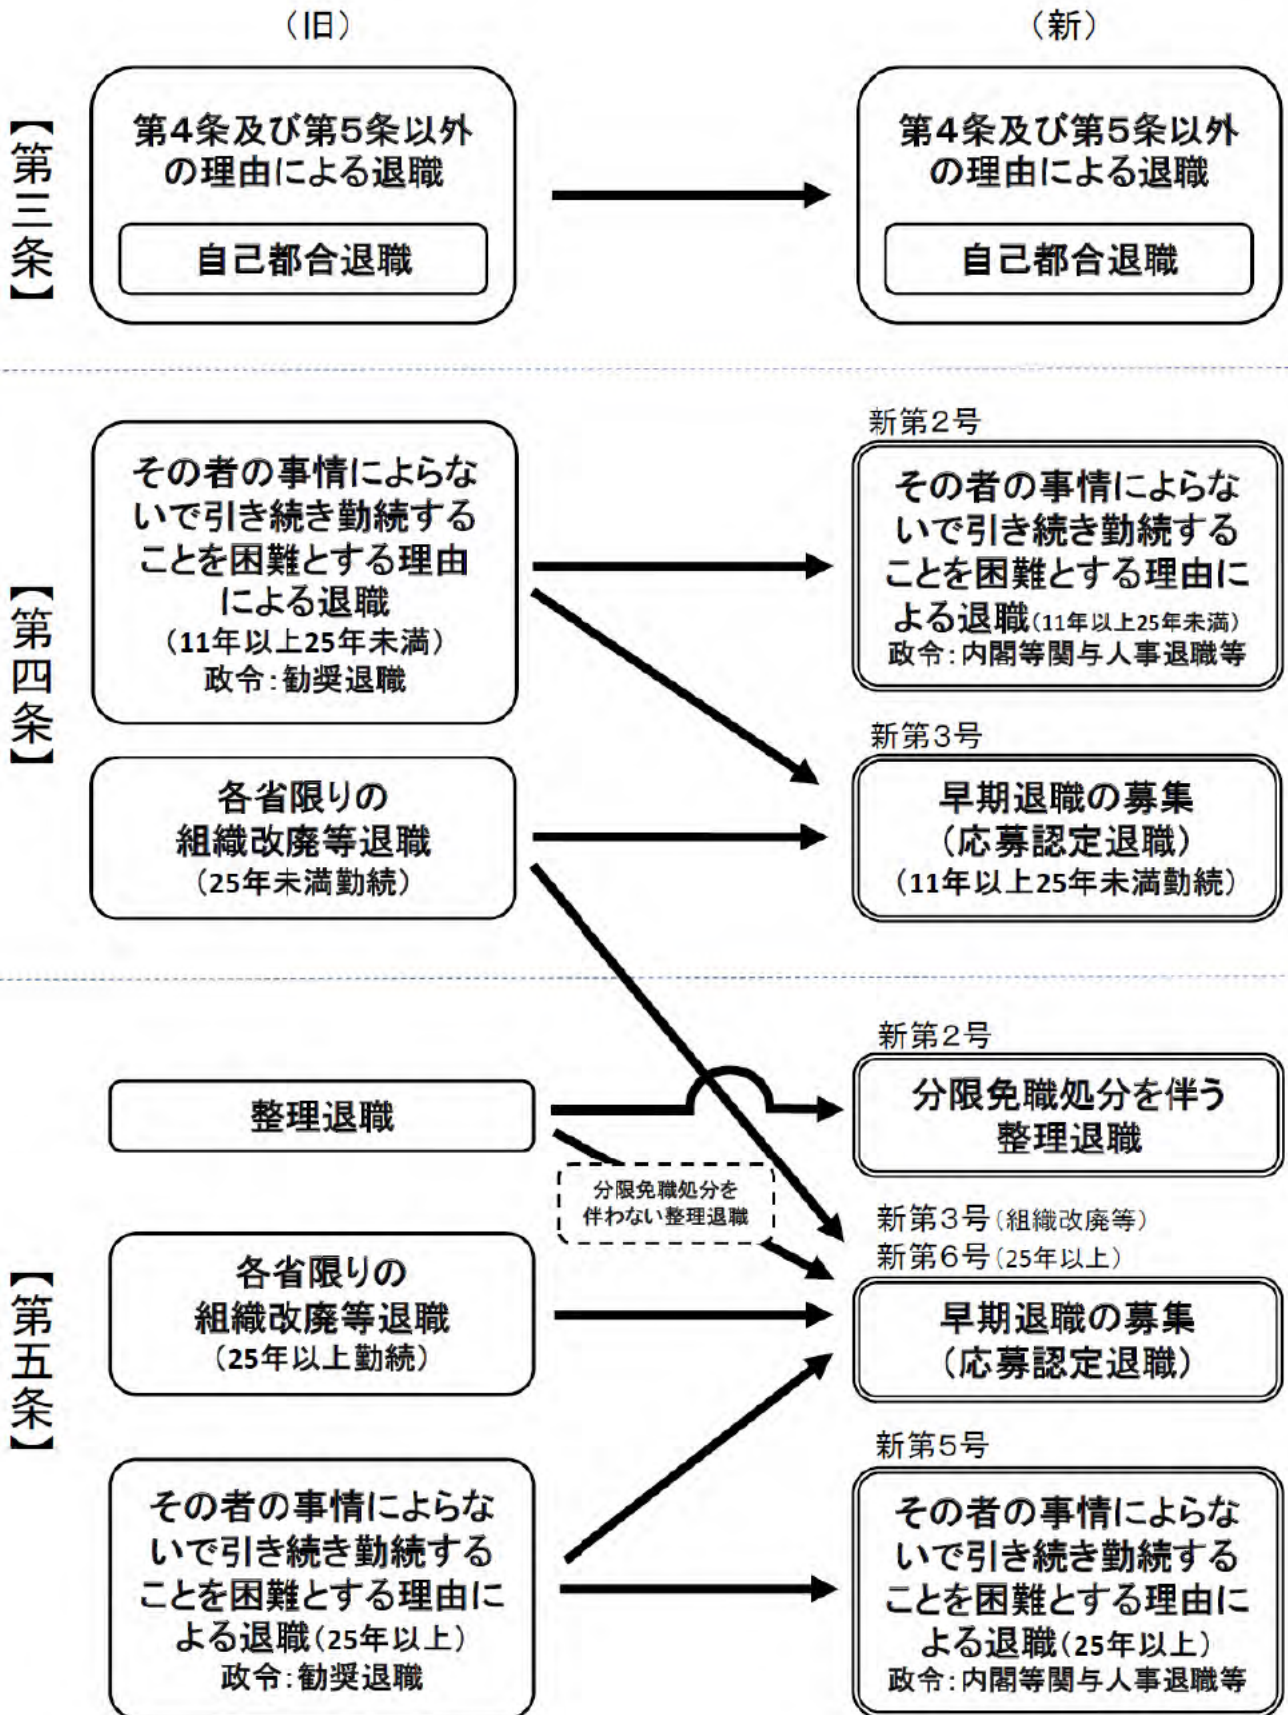 （旧）
（新）
【第三条】
第４条及び第５条以外
の理由による退職
自己都合退職
第４条及び第５条以外
の理由による退職
自己都合退職
【第四条】
その者の事情によらな
いで引き続き勤続する
ことを困難とする理由
による退職
（11年以上25年未満）
政令：勧奨退職
新第２号
その者の事情によらな
いで引き続き勤続する
ことを困難とする理由に
よる退職（11年以上25年未満）
政令：内閣等関与人事退職等
各省限りの
組織改廃等退職
（25年未満勤続）
新第３号
早期退職の募集
（応募認定退職）
（11年以上25年未満勤続）
【第五条】
整理退職
新第２号
分限免職処分を伴う
整理退職
分限免職処分を
伴わない整理退職
各省限りの
組織改廃等退職
（25年以上勤続）
新第３号（組織改廃等）
新第６号（25年以上）
早期退職の募集
（応募認定退職）
その者の事情によらな
いで引き続き勤続する
ことを困難とする理由に
よる退職（25年以上）
政令：勧奨退職
新第５号
その者の事情によらな
いで引き続き勤続する
ことを困難とする理由に
よる退職（25年以上）
政令：内閣等関与人事退職等